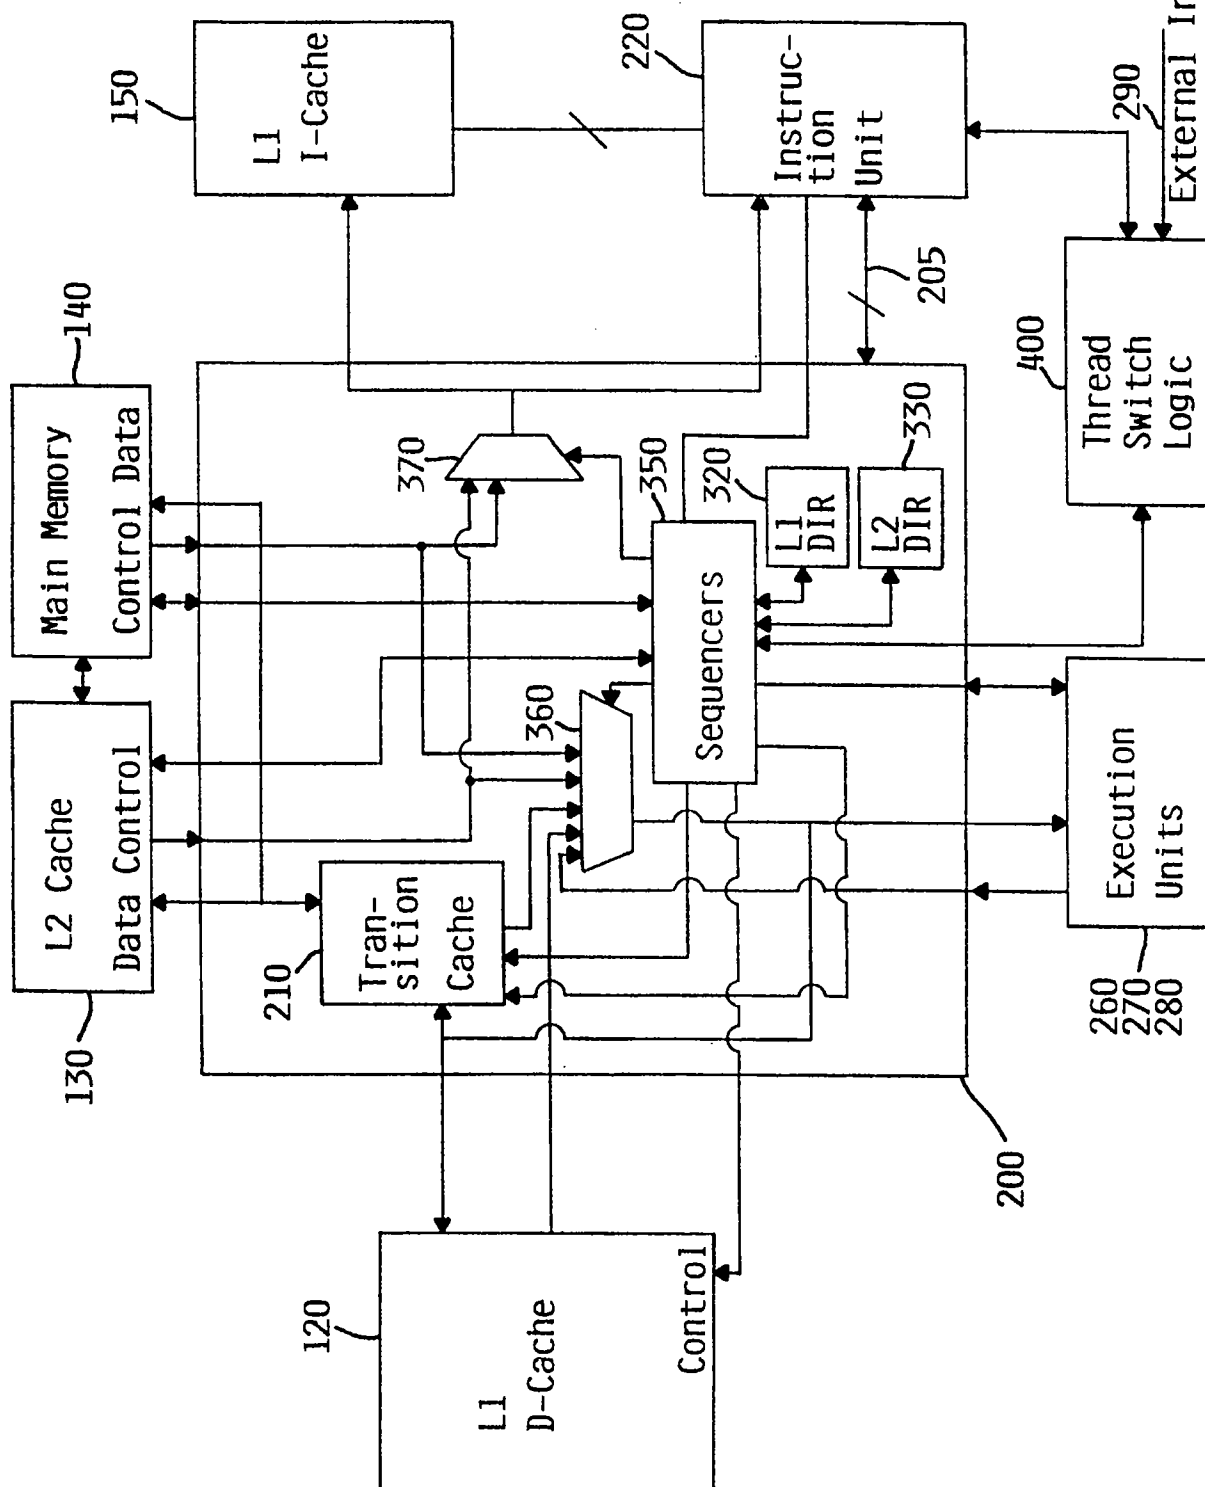 130
L2 Cache
Data Control
140
Main Memory
Control Data
150
L1
I-Cache
210
Tran-
sition
Cache
360
370
220
Instruc-
tion
Unit
120
L1
D-Cache
Control
350
Sequencers
320
L1
DIR
330
L2
DIR
205
290
External
200
260
270
280
Execution
Units
400
Thread
Switch
Logic